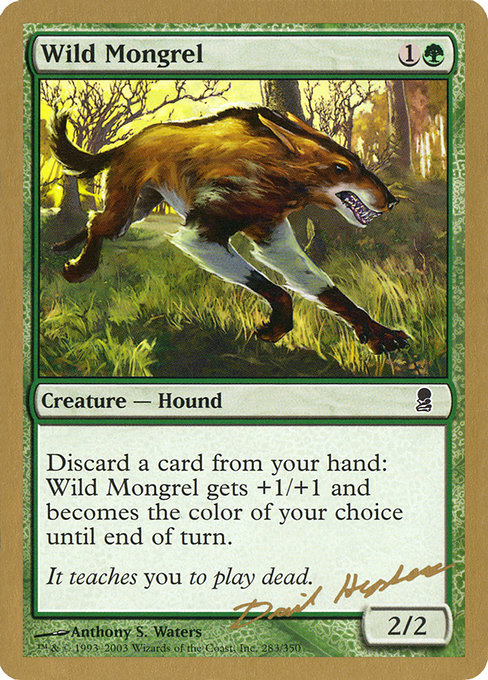 Wild Mongrel 1
Creature — Hound
Discard a card from your hand:
Wild Mongrel gets +1/+1 and
becomes the color of your choice
until end of turn.
It teaches you to play dead.
Anthony S. Waters
2/2
™ & © 1993-2003 Wizards of the Coast, Inc. 283/350